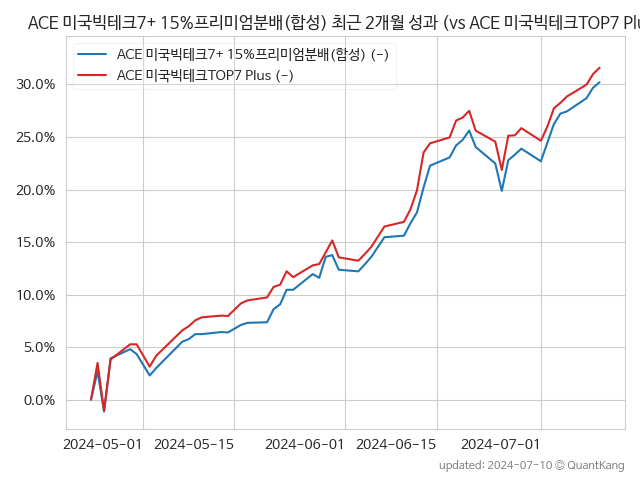 ACE 미국빅테크7+ 15%프리미엄분배(합성) 최근 2개월 성과 (vs ACE 미국빅테크TOP7 Plu
ACE 미국빅테크7+ 15%프리미엄분배(합성) (-)
ACE 미국빅테크TOP7 Plus (-)
30.0%
25.0%
20.0%
15.0%
10.0%
5.0%
0.0%
2024-05-01 2024-05-15 2024-06-01 2024-06-15 2024-07-01
updated: 2024-07-10 © QuantKang